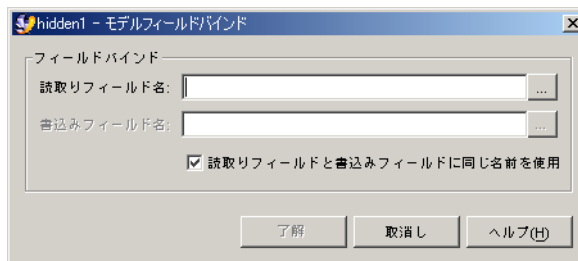 hidden1 - モデルフィールドバインド
フィールドバインド
読取りフィールド名:
...
書込みフィールド名:
...
読取りフィールドと書込みフィールドに同じ名前を使用
了解 取消し ヘルプ(H)